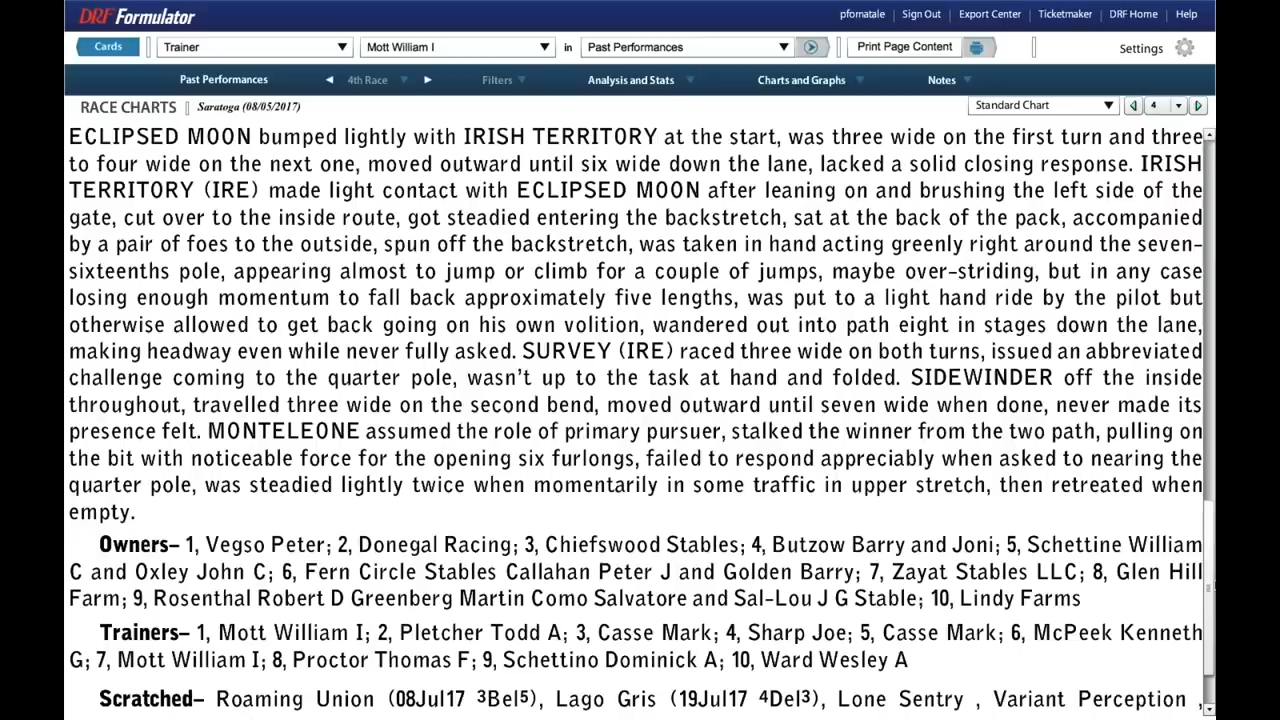 DRF Formulator
pfornatale | Sign Out | Export Center | Ticketmaker | DRF Home | Help
Cards Trainer Mott William I in Past Performances Print Page Content Settings
Past Performances 4th Race Filters Analysis and Stats Charts and Graphs Notes
RACE CHARTS Saratoga (08/05/2017) Standard Chart 4
ECLIPSED MOON bumped lightly with IRISH TERRITORY at the start, was three wide on the first turn and three
to four wide on the next one, moved outward until six wide down the lane, lacked a solid closing response. IRISH
TERRITORY (IRE) made light contact with ECLIPSED MOON after leaning on and brushing the left side of the
gate, cut over to the inside route, got steadied entering the backstretch, sat at the back of the pack, accompanied
by a pair of foes to the outside, spun off the backstretch, was taken in hand acting greenly right around the seven-
sixteenths pole, appearing almost to jump or climb for a couple of jumps, maybe over-striding, but in any case
losing enough momentum to fall back approximately five lengths, was put to a light hand ride by the pilot but
otherwise allowed to get back going on his own volition, wandered out into path eight in stages down the lane,
making headway even while never fully asked. SURVEY (IRE) raced three wide on both turns, issued an abbreviated
challenge coming to the quarter pole, wasn't up to the task at hand and folded. SIDEWINDER off the inside
throughout, travelled three wide on the second bend, moved outward until seven wide when done, never made its
presence felt. MONTELEONE assumed the role of primary pursuer, stalked the winner from the two path, pulling on
the bit with noticeable force for the opening six furlongs, failed to respond appreciably when asked to nearing the
quarter pole, was steadied lightly twice when momentarily in some traffic in upper stretch, then retreated when
empty.
Owners– 1, Vegso Peter; 2, Donegal Racing; 3, Chiefswood Stables; 4, Butzow Barry and Joni; 5, Schettine William
C and Oxley John C; 6, Fern Circle Stables Callahan Peter J and Golden Barry; 7, Zayat Stables LLC; 8, Glen Hill
Farm; 9, Rosenthal Robert D Greenberg Martin Como Salvatore and Sal-Lou J G Stable; 10, Lindy Farms
Trainers– 1, Mott William I; 2, Pletcher Todd A; 3, Casse Mark; 4, Sharp Joe; 5, Casse Mark; 6, McPeek Kenneth
G; 7, Mott William I; 8, Proctor Thomas F; 9, Schettino Dominick A; 10, Ward Wesley A
Scratched– Roaming Union (08Jul17 ³Bel⁵), Lago Gris (19Jul17 ⁴Del³), Lone Sentry , Variant Perception ,